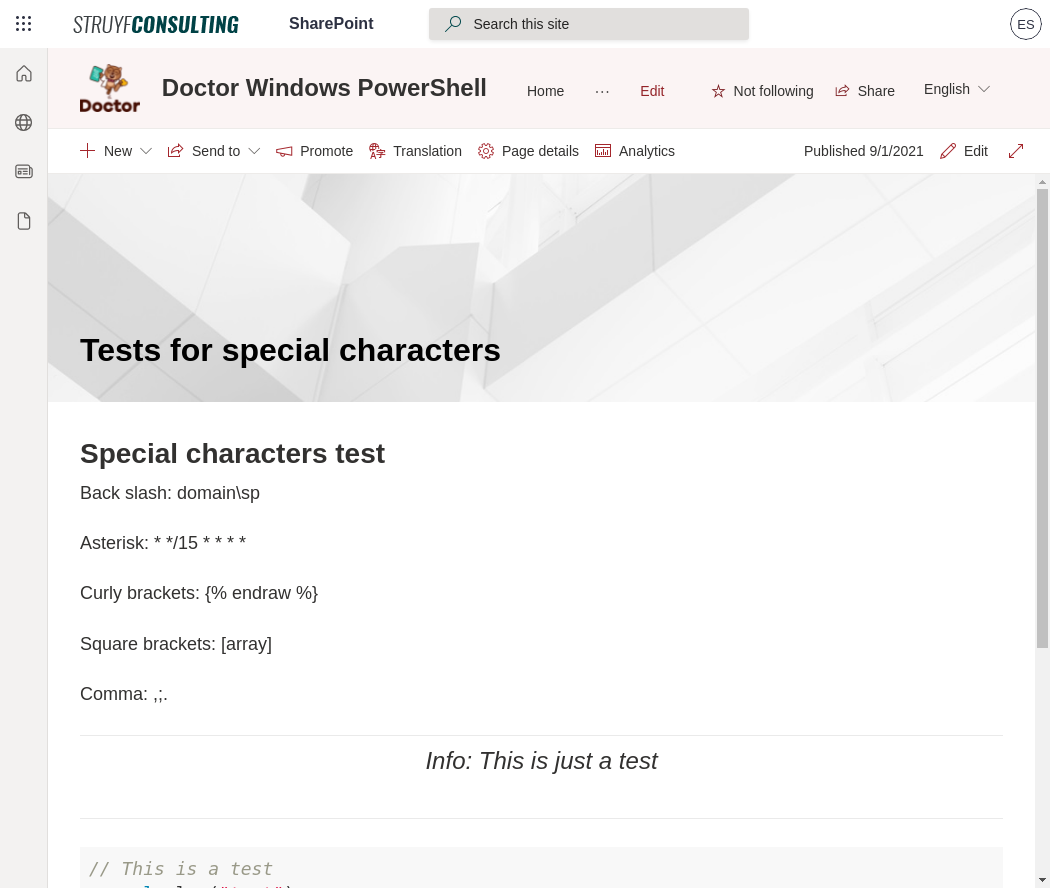 STRUYFCONSULTING SharePoint Search this site ES
Doctor
Doctor Windows PowerShell Home ··· Edit Not following Share English
New Send to Promote Translation Page details Analytics Published 9/1/2021 Edit
Tests for special characters
Special characters test
Back slash: domain\sp
Asterisk: * */15 * * * *
Curly brackets: {% endraw %}
Square brackets: [array]
Comma: ,;.
Info: This is just a test
// This is a test